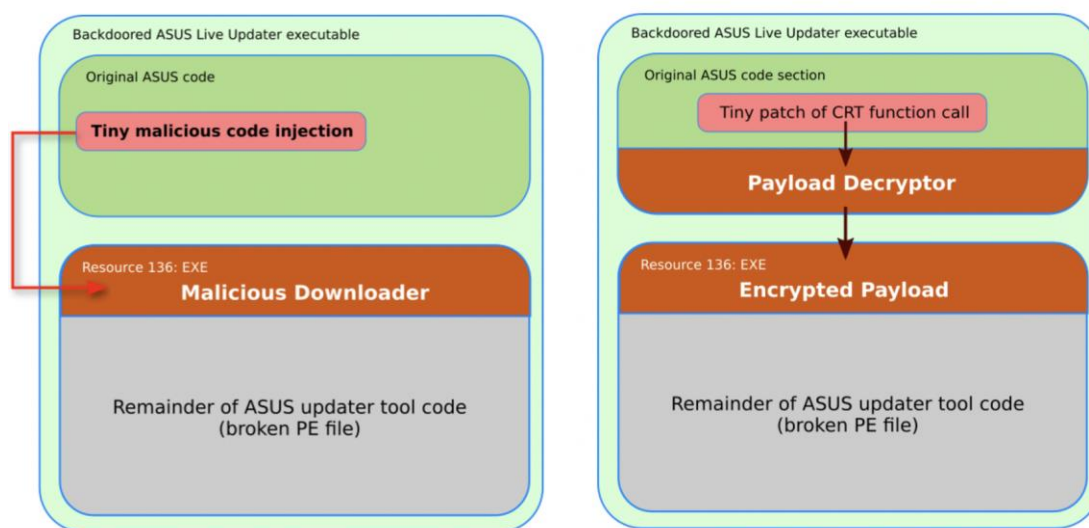 Backdoored ASUS Live Updater executable
Original ASUS code
Tiny malicious code injection
Resource 136: EXE
Malicious Downloader
Remainder of ASUS updater tool code
(broken PE file)
Backdoored ASUS Live Updater executable
Original ASUS code section
Tiny patch of CRT function call
Payload Decryptor
Resource 136: EXE
Encrypted Payload
Remainder of ASUS updater tool code
(broken PE file)